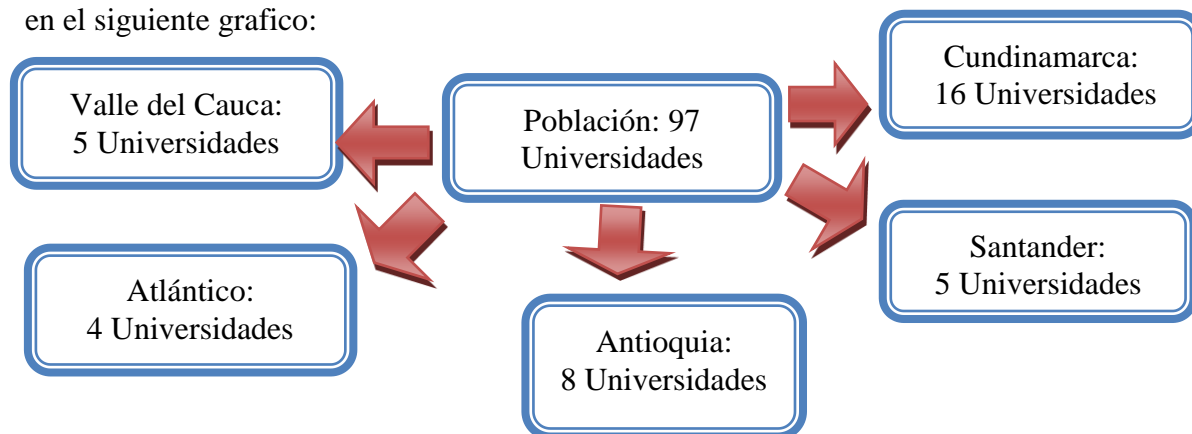 en el siguiente grafico:
Valle del Cauca:
5 Universidades
Población: 97
Universidades
Cundinamarca:
16 Universidades
Atlántico:
4 Universidades
Antioquia:
8 Universidades
Santander:
5 Universidades